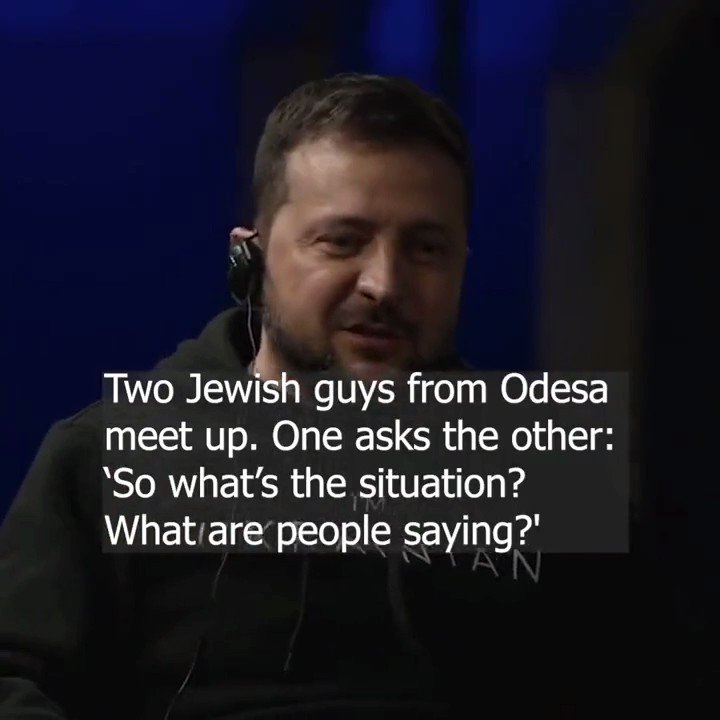 Two Jewish guys from Odesa
meet up. One asks the other:
‘So what’s the situation?
What are people saying?'
I'M